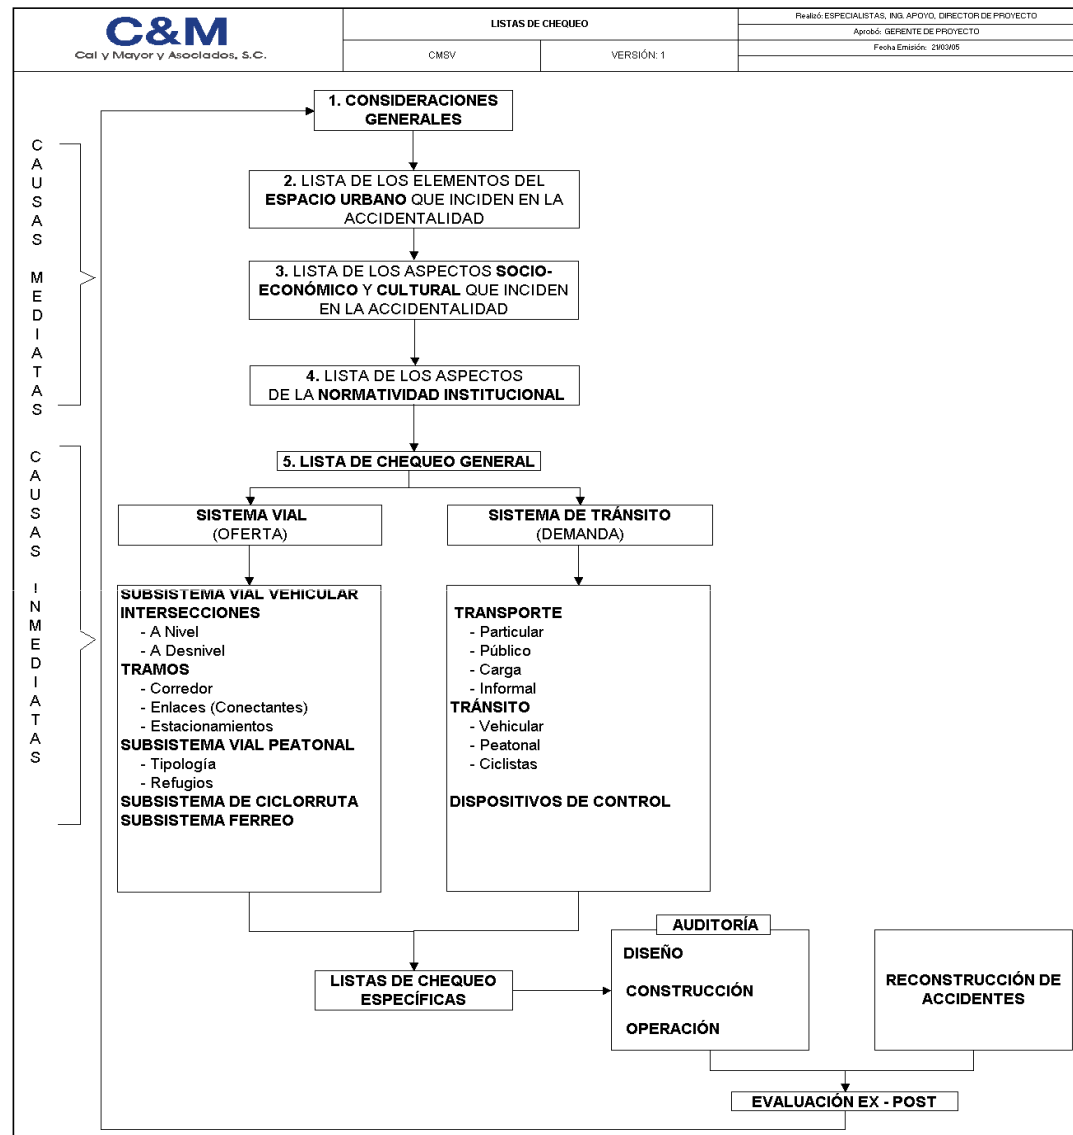 C&M
Cal y Mayor y Asociados, S.C.
LISTAS DE CHEQUEO
CMSV
VERSIÓN: 1
Realizó: ESPECIALISTAS, ING. APOYO, DIRECTOR DE PROYECTO
Aprobó: GERENTE DE PROYECTO
Fecha Emisión: 21/03/05
1. CONSIDERACIONES
GENERALES
CAUSAS MEDIATAS
2. LISTA DE LOS ELEMENTOS DEL
ESPACIO URBANO QUE INCIDEN EN LA
ACCIDENTALIDAD
3. LISTA DE LOS ASPECTOS SOCIO-
ECONÓMICO Y CULTURAL QUE INCIDEN
EN LA ACCIDENTALIDAD
4. LISTA DE LOS ASPECTOS
DE LA NORMATIVIDAD INSTITUCIONAL
CAUSAS INMEDIATAS
5. LISTA DE CHEQUEO GENERAL
SISTEMA VIAL
(OFERTA)
SISTEMA DE TRÁNSITO
(DEMANDA)
SUBSISTEMA VIAL VEHICULAR
INTERSECCIONES
- A Nivel
- A Desnivel
TRAMOS
- Corredor
- Enlaces (Conectantes)
- Estacionamientos
SUBSISTEMA VIAL PEATONAL
- Tipología
- Refugios
SUBSISTEMA DE CICLORRUTA
SUBSISTEMA FERREO
TRANSPORTE
- Particular
- Público
- Carga
- Informal
TRÁNSITO
- Vehicular
- Peatonal
- Ciclistas
DISPOSITIVOS DE CONTROL
LISTAS DE CHEQUEO
ESPECÍFICAS
AUDITORÍA
DISEÑO
CONSTRUCCIÓN
OPERACIÓN
RECONSTRUCCIÓN DE
ACCIDENTES
EVALUACIÓN EX - POST